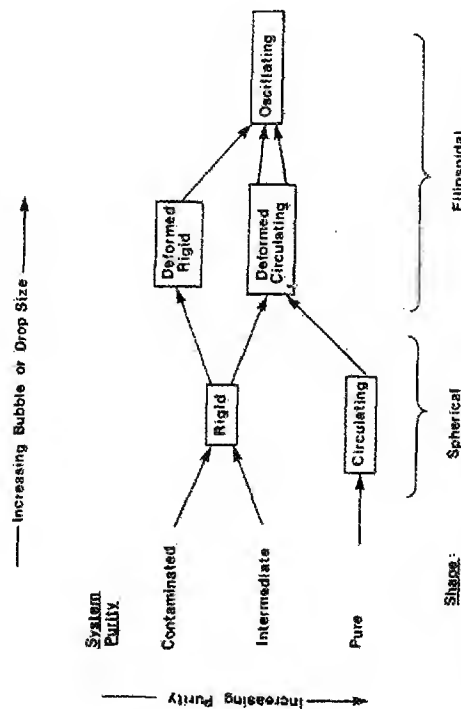 Increasing Bubble or Drop Size
Increasing Purity
System
Purity
Contaminated
Intermediate
Pure
Rigid
Circulating
Deformed
Rigid
Deformed
Circulating
Oscillating
Shape:
Spherical
Ellipsoidal